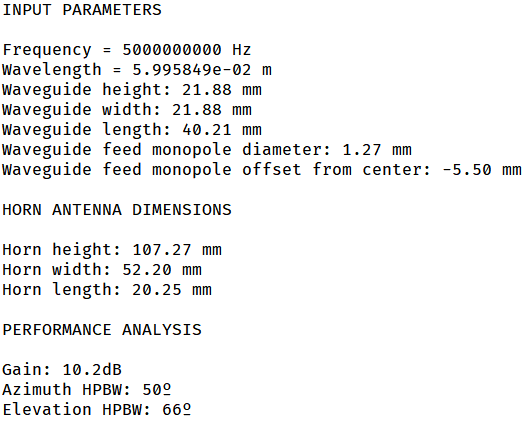 INPUT PARAMETERS
Frequency = 5000000000 Hz
Wavelength = 5.995849e-02 m
Waveguide height: 21.88 mm
Waveguide width: 21.88 mm
Waveguide length: 40.21 mm
Waveguide feed monopole diameter: 1.27 mm
Waveguide feed monopole offset from center: -5.50 mm
HORN ANTENNA DIMENSIONS
Horn height: 107.27 mm
Horn width: 52.20 mm
Horn length: 20.25 mm
PERFORMANCE ANALYSIS
Gain: 10.2dB
Azimuth HPBW: 50º
Elevation HPBW: 66º